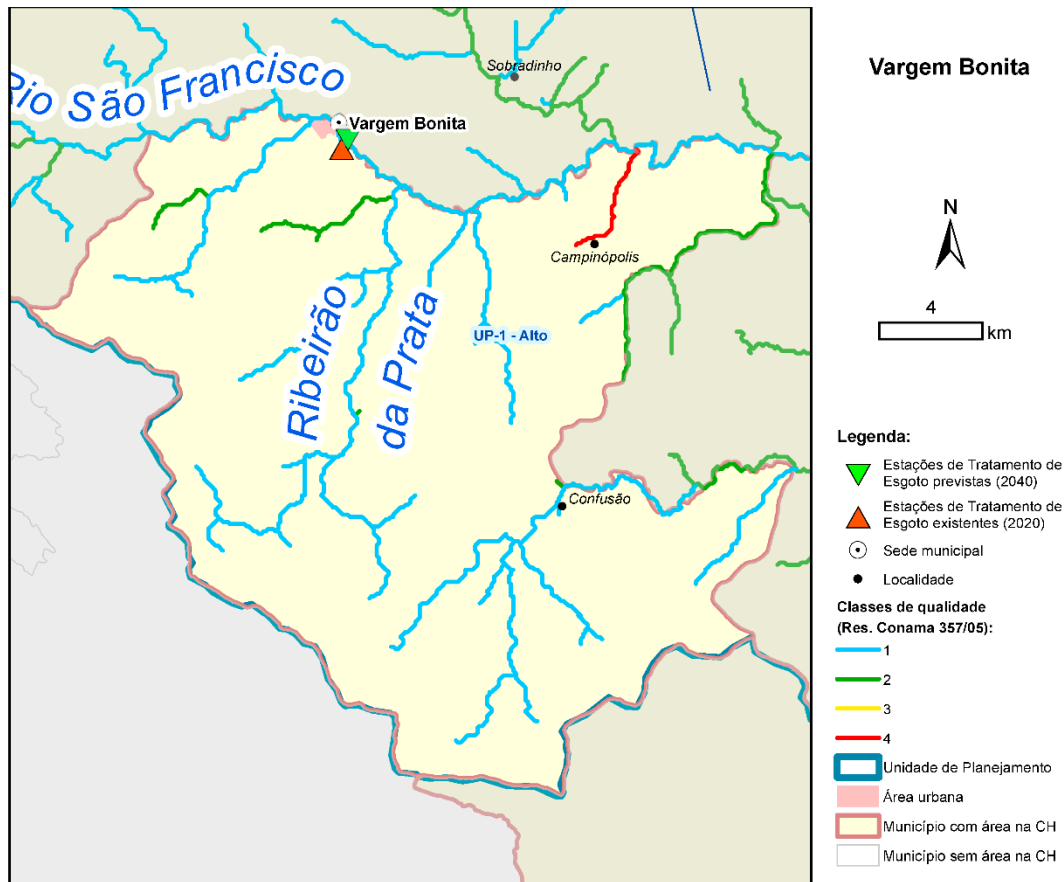 Rio São Francisco
Sobradinho
Vargem Bonita
Campinópolis
Ribeirão
da Prata
UP-1 - Alto
Confusão
Vargem Bonita
N
4
km
Legenda:
Estações de Tratamento de
Esgoto previstas (2040)
Estações de Tratamento de
Esgoto existentes (2020)
Sede municipal
Localidade
Classes de qualidade
(Res. Conama 357/05):
1
2
3
4
Unidade de Planejamento
Área urbana
Município com área na CH
Município sem área na CH